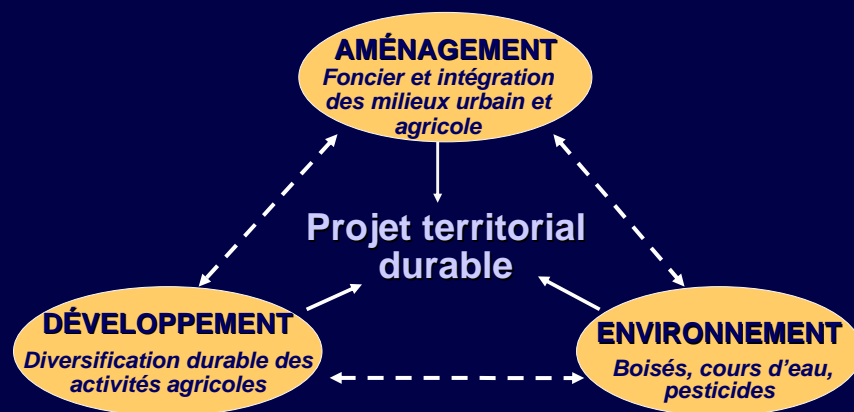 AMÉNAGEMENT
Foncier et intégration
des milieux urbain et
agricole
Projet territorial
durable
DÉVELOPPEMENT
Diversification durable des
activités agricoles
ENVIRONNEMENT
Boisés, cours d'eau,
pesticides